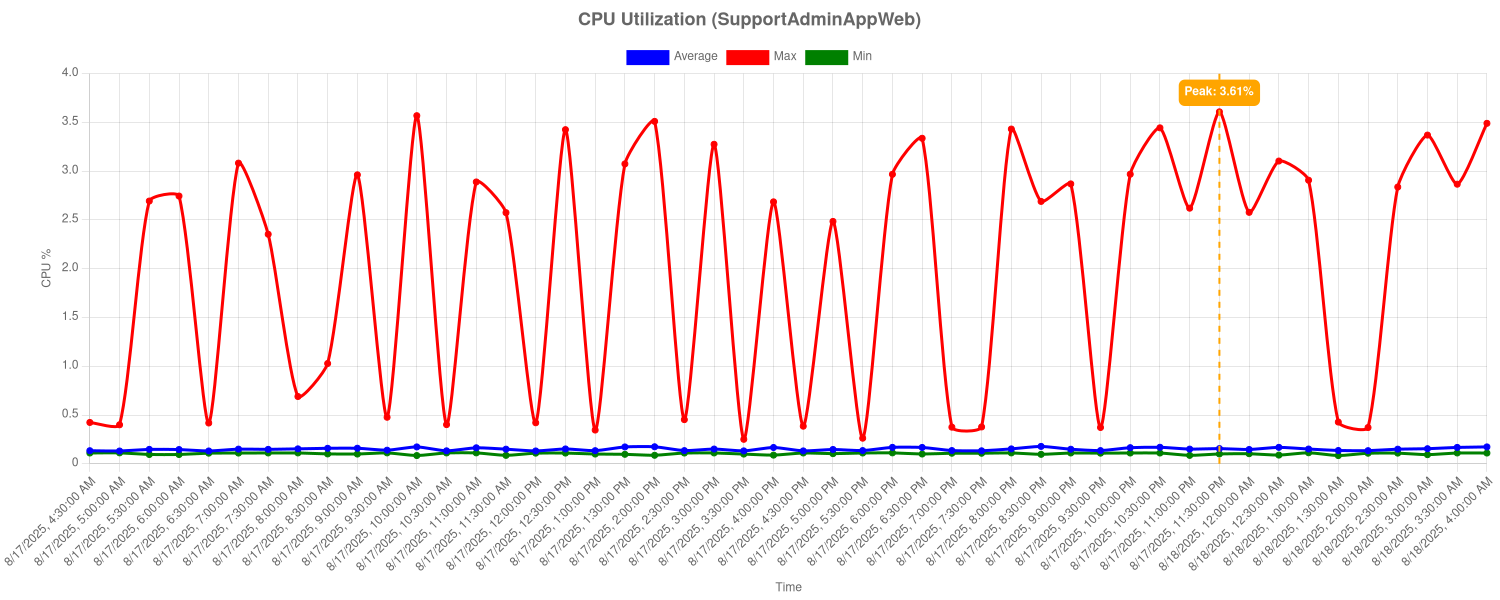 CPU Utilization (SupportAdminAppWeb)
Average Max Min
4.0
Peak: 3.61%
3.5
3.0
2.5
CPU %
2.0
1.5
1.0
0.5
0
8/17/2025, 4:30:00 AM
8/17/2025, 5:00:00 AM
8/17/2025, 5:30:00 AM
8/17/2025, 6:00:00 AM
8/17/2025, 6:30:00 AM
8/17/2025, 7:00:00 AM
8/17/2025, 7:30:00 AM
8/17/2025, 8:00:00 AM
8/17/2025, 8:30:00 AM
8/17/2025, 9:00:00 AM
8/17/2025, 9:30:00 AM
8/17/2025, 10:00:00 AM
8/17/2025, 10:30:00 AM
8/17/2025, 11:00:00 AM
8/17/2025, 11:30:00 AM
8/17/2025, 12:00:00 PM
8/17/2025, 12:30:00 PM
8/17/2025, 1:00:00 PM
8/17/2025, 1:30:00 PM
8/17/2025, 2:00:00 PM
8/17/2025, 2:30:00 PM
8/17/2025, 3:00:00 PM
8/17/2025, 3:30:00 PM
8/17/2025, 4:00:00 PM
8/17/2025, 4:30:00 PM
8/17/2025, 5:00:00 PM
8/17/2025, 5:30:00 PM
8/17/2025, 6:00:00 PM
8/17/2025, 6:30:00 PM
8/17/2025, 7:00:00 PM
8/17/2025, 7:30:00 PM
8/17/2025, 8:00:00 PM
8/17/2025, 8:30:00 PM
8/17/2025, 9:00:00 PM
8/17/2025, 9:30:00 PM
8/17/2025, 10:00:00 PM
8/17/2025, 10:30:00 PM
8/17/2025, 11:00:00 PM
8/17/2025, 11:30:00 PM
8/18/2025, 12:00:00 AM
8/18/2025, 12:30:00 AM
8/18/2025, 1:00:00 AM
8/18/2025, 1:30:00 AM
8/18/2025, 2:00:00 AM
8/18/2025, 2:30:00 AM
8/18/2025, 3:00:00 AM
8/18/2025, 3:30:00 AM
8/18/2025, 4:00:00 AM
Time